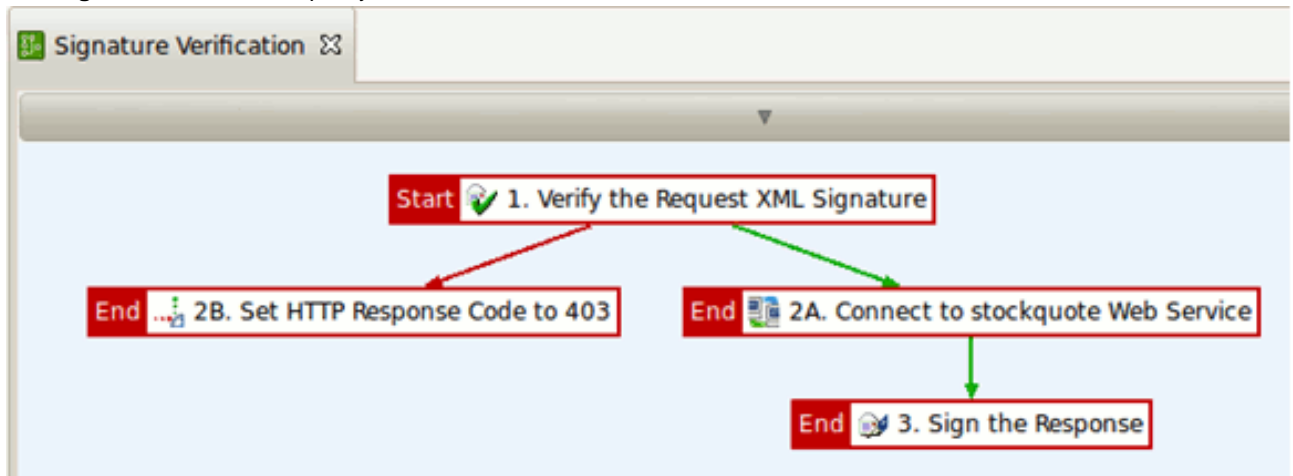 Signature Verification
Start 1. Verify the Request XML Signature
End 2B. Set HTTP Response Code to 403
End 2A. Connect to stockquote Web Service
End 3. Sign the Response